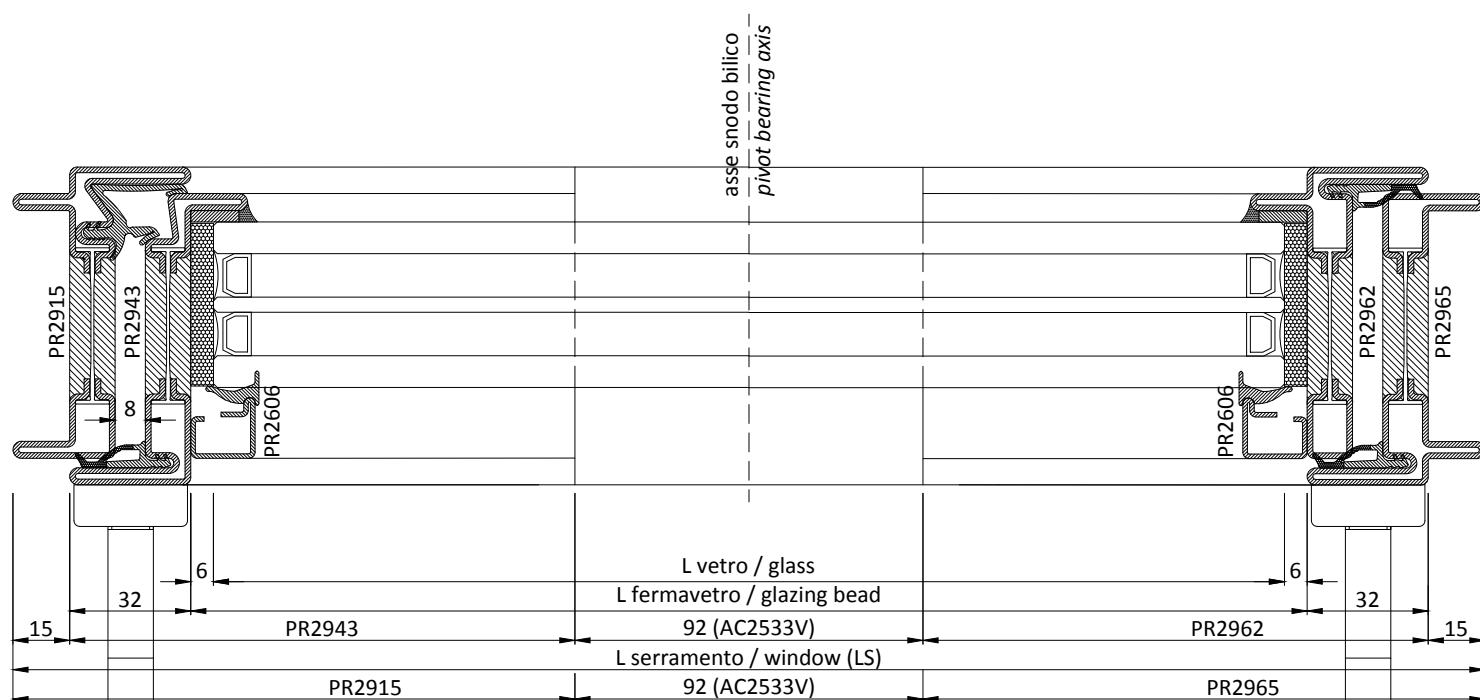 asse snodo bilico
pivot bearing axis
PR2915
PR2943
PR2962
PR2965
8
PR2606
PR2606
6
L vetro / glass
6
32
L fermavetro / glazing bead
32
15
PR2943
92 (AC2533V)
PR2962
15
L serramento / window (LS)
PR2915
92 (AC2533V)
PR2965